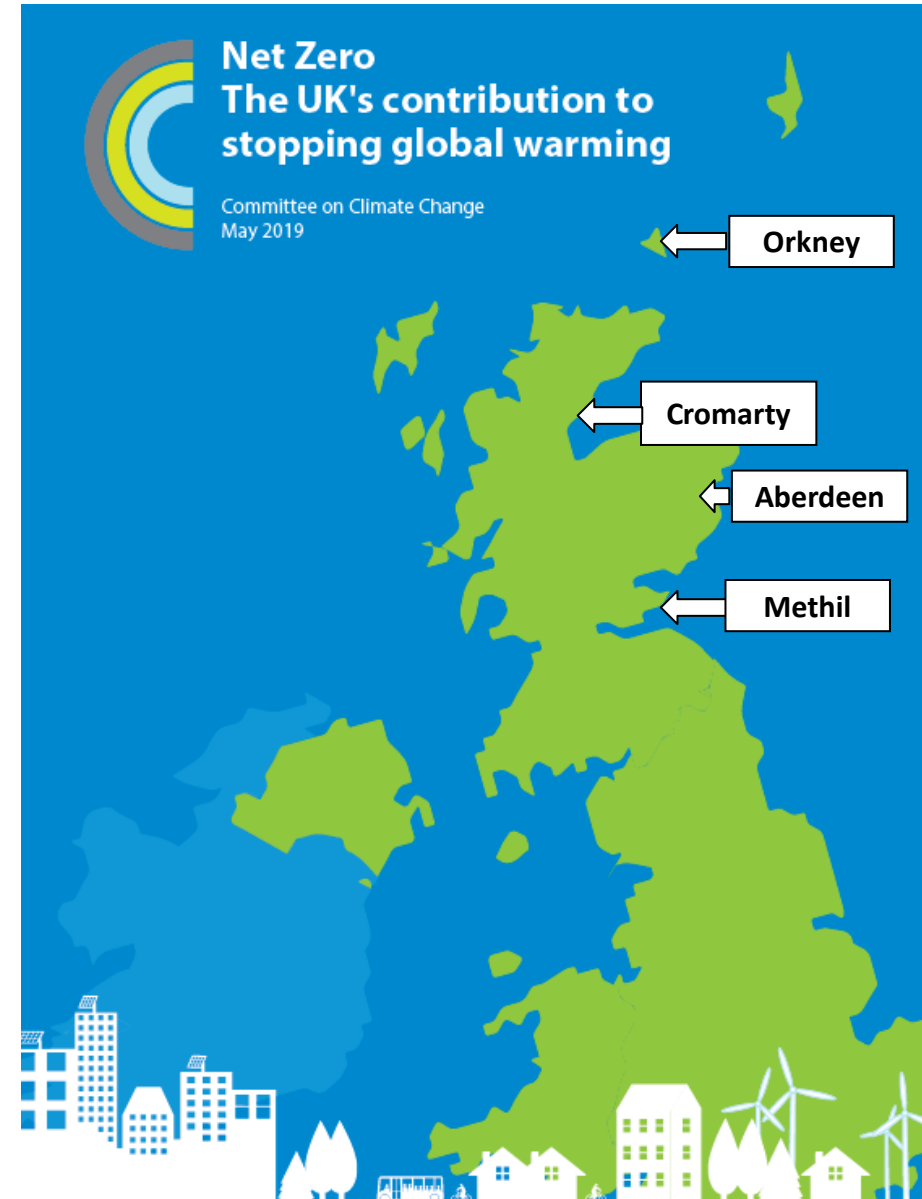 Net Zero
The UK's contribution to
stopping global warming
Committee on Climate Change
May 2019
Orkney
Cromarty
Aberdeen
Methil